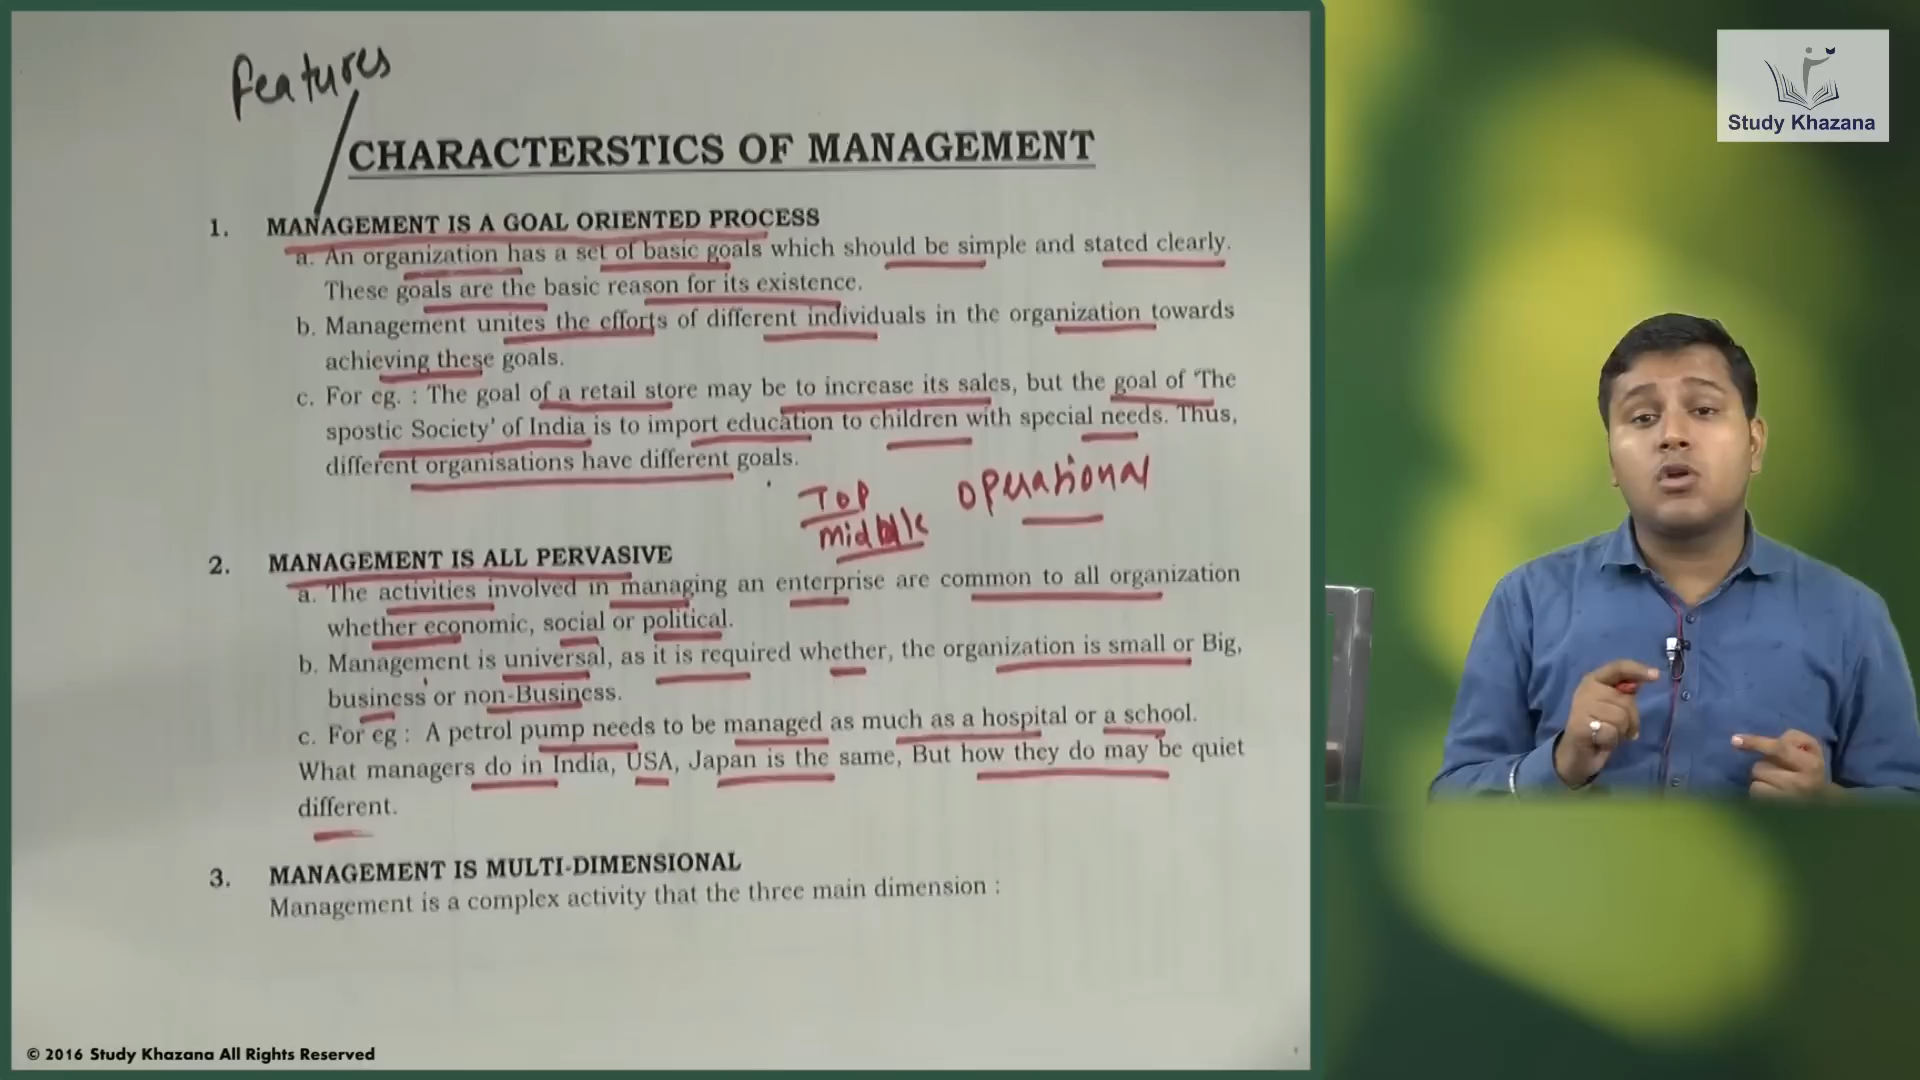 Features
CHARACTERSTICS OF MANAGEMENT
1. MANAGEMENT IS A GOAL ORIENTED PROCESS
a. An organization has a set of basic goals which should be simple and stated clearly.
These goals are the basic reason for its existence.
b. Management unites the efforts of different individuals in the organization towards
achieving these goals.
c. For eg. : The goal of a retail store may be to increase its sales, but the goal of 'The
spostic Society' of India is to import education to children with special needs. Thus,
different organisations have different goals.
Top
middle
operational
2. MANAGEMENT IS ALL PERVASIVE
a. The activities involved in managing an enterprise are common to all organization
whether economic, social or political.
b. Management is universal, as it is required whether, the organization is small or Big,
business or non-Business.
c. For eg : A petrol pump needs to be managed as much as a hospital or a school.
What managers do in India, USA, Japan is the same, But how they do may be quiet
different.
3. MANAGEMENT IS MULTI-DIMENSIONAL
Management is a complex activity that the three main dimension :
© 2016 Study Khazana All Rights Reserved
Study Khazana